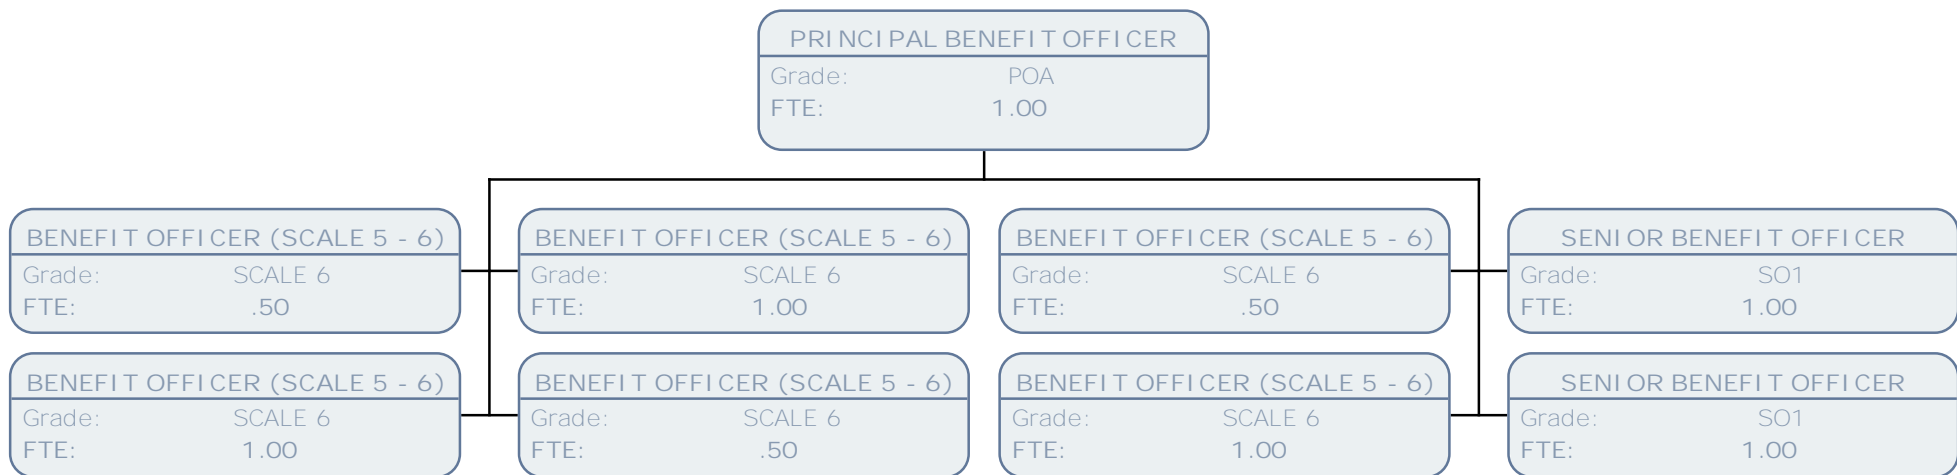 PRINCIPAL BENEFIT OFFICER
Grade: POA
FTE: 1.00
BENEFIT OFFICER (SCALE 5 - 6)
Grade: SCALE 6
FTE: .50
BENEFIT OFFICER (SCALE 5 - 6)
Grade: SCALE 6
FTE: 1.00
BENEFIT OFFICER (SCALE 5 - 6)
Grade: SCALE 6
FTE: .50
SENIOR BENEFIT OFFICER
Grade: SO1
FTE: 1.00
BENEFIT OFFICER (SCALE 5 - 6)
Grade: SCALE 6
FTE: 1.00
BENEFIT OFFICER (SCALE 5 - 6)
Grade: SCALE 6
FTE: .50
BENEFIT OFFICER (SCALE 5 - 6)
Grade: SCALE 6
FTE: 1.00
SENIOR BENEFIT OFFICER
Grade: SO1
FTE: 1.00